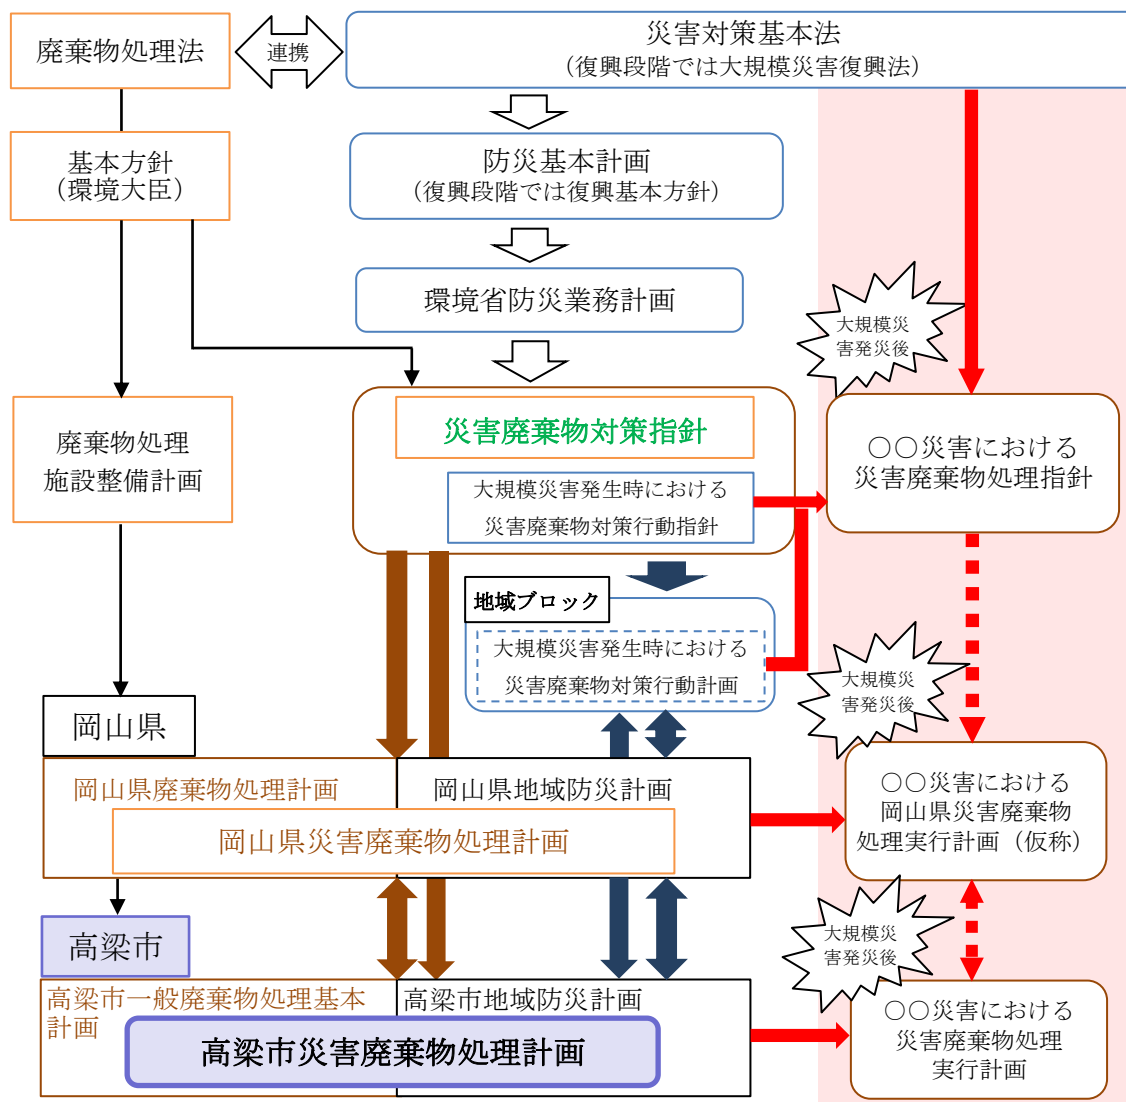 廃棄物処理法
連携
災害対策基本法
（復興段階では大規模災害復興法）
基本方針
（環境大臣）
防災基本計画
（復興段階では復興基本方針）
環境省防災業務計画
大規模災
害発災後
廃棄物処理
施設整備計画
災害廃棄物対策指針
大規模災害発生時における
災害廃棄物対策行動指針
〇〇災害における
災害廃棄物処理指針
地域ブロック
大規模災害発生時における
災害廃棄物対策行動計画
大規模災
害発災後
岡山県
岡山県廃棄物処理計画
岡山県地域防災計画
岡山県災害廃棄物処理計画
〇〇災害における
岡山県災害廃棄物
処理実行計画（仮称）
大規模災
害発災後
高梁市
高梁市一般廃棄物処理基本
計画
高梁市地域防災計画
高梁市災害廃棄物処理計画
〇〇災害における
災害廃棄物処理
実行計画